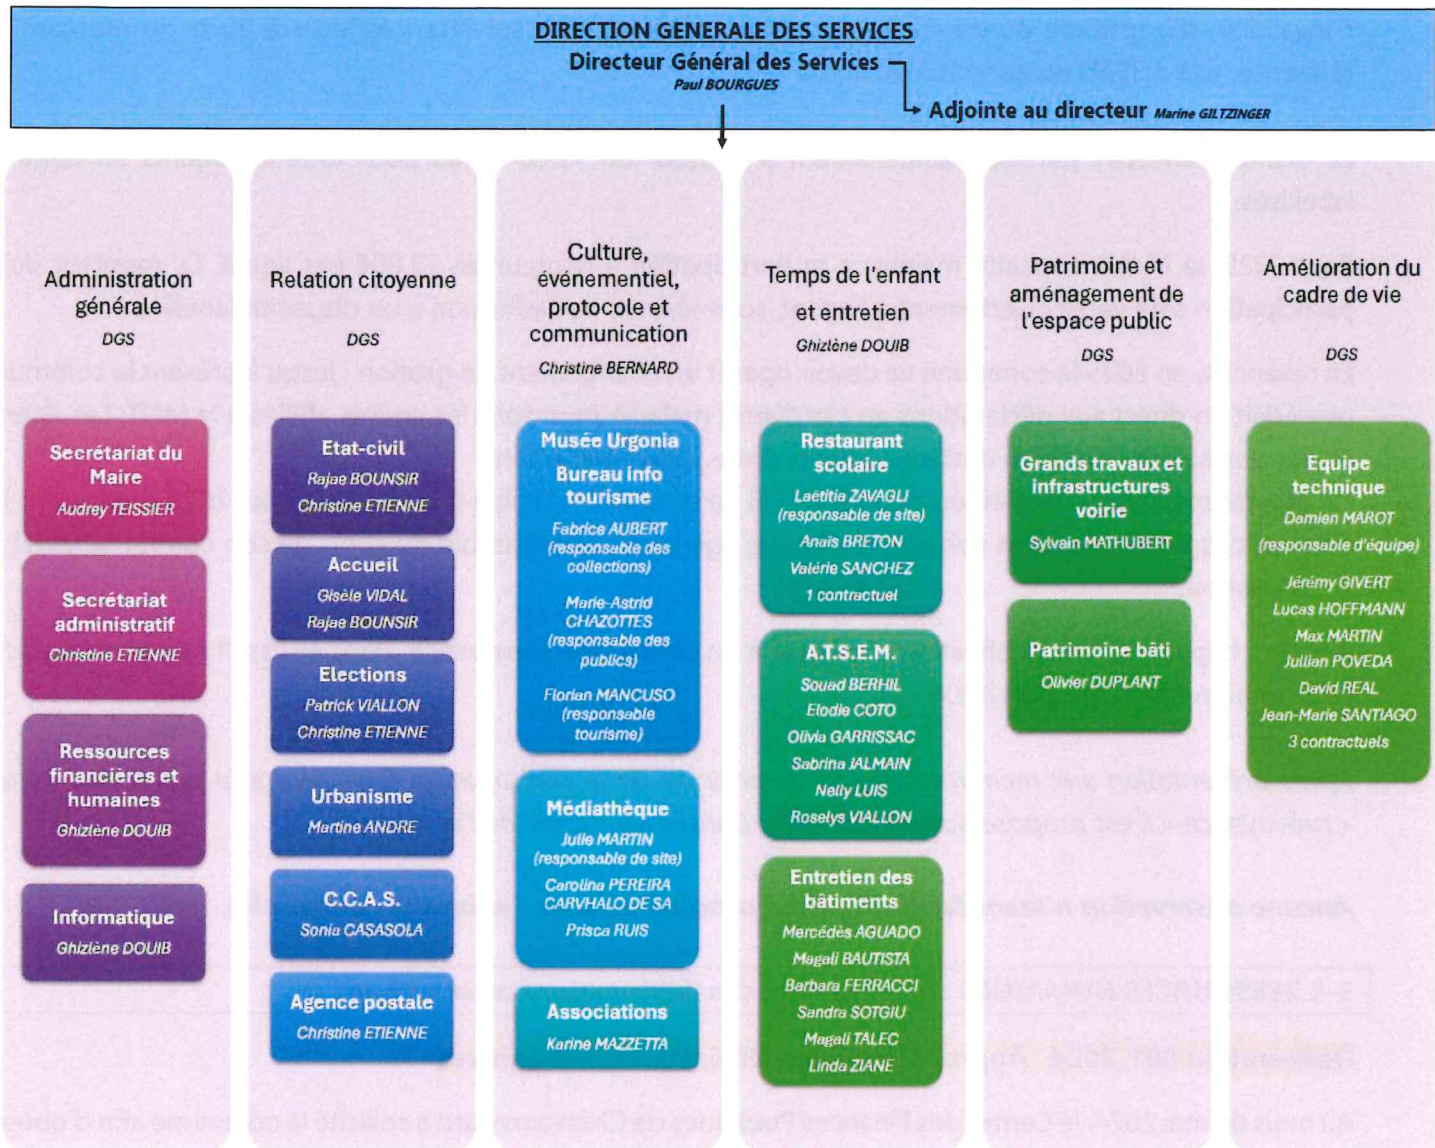 DIRECTION GENERALE DES SERVICES
Directeur Général des Services
Paul BOURGUES
Adjointe au directeur Marine GILTZINGER
Administration
générale
DGS
Secrétariat du
Maire
Audrey TEISSIER
Secrétariat
administratif
Christine ETIENNE
Ressources
financières et
humaines
Ghizlène DOUIB
Informatique
Ghizlène DOUIB
Relation citoyenne
DGS
Etat-civil
Rajae BOUNSIR
Christine ETIENNE
Accueil
Gisèle VIDAL
Rajae BOUNSIR
Elections
Patrick VIALLON
Christine ETIENNE
Urbanisme
Martine ANDRE
C.C.A.S.
Sonia CASASOLA
Agence postale
Christine ETIENNE
Culture,
événementiel,
protocole et
communication
Christine BERNARD
Musée Urgonia
Bureau info
tourisme
Fabrice AUBERT
(responsable des
collections)
Marie-Astrid
CHAZOTTES
(responsable des
publics)
Florian MANCUSO
(responsable
tourisme)
Médiathèque
Julie MARTIN
(responsable de site)
Carolina PEREIRA
CARVHALO DE SA
Prisca RUIS
Associations
Karine MAZZETTA
Temps de l'enfant
et entretien
Ghizlène DOUIB
Restaurant
scolaire
Laëtitia ZAVAGLI
(responsable de site)
Anaïs BRETON
Valérie SANCHEZ
1 contractuel
A.T.S.E.M.
Souad BERHIL
Elodie COTO
Olivia GARRISSAC
Sabrina JALMAIN
Nelly LUIS
Roselys VIALLON
Entretien des
bâtiments
Mercédès AGUADO
Magali BAUTISTA
Barbara FERRACCI
Sandra SOTGIU
Magali TALEC
Linda ZIANE
Patrimoine et
aménagement de
l'espace public
DGS
Grands travaux et
infrastructures
voirie
Sylvain MATHUBERT
Patrimoine bâti
Olivier DUPLANT
Amélioration du
cadre de vie
DGS
Equipe
technique
Damien MAROT
(responsable d'équipe)
Jérémy GIVERT
Lucas HOFFMANN
Max MARTIN
Jullian POVEDA
David REAL
Jean-Marie SANTIAGO
3 contractuels